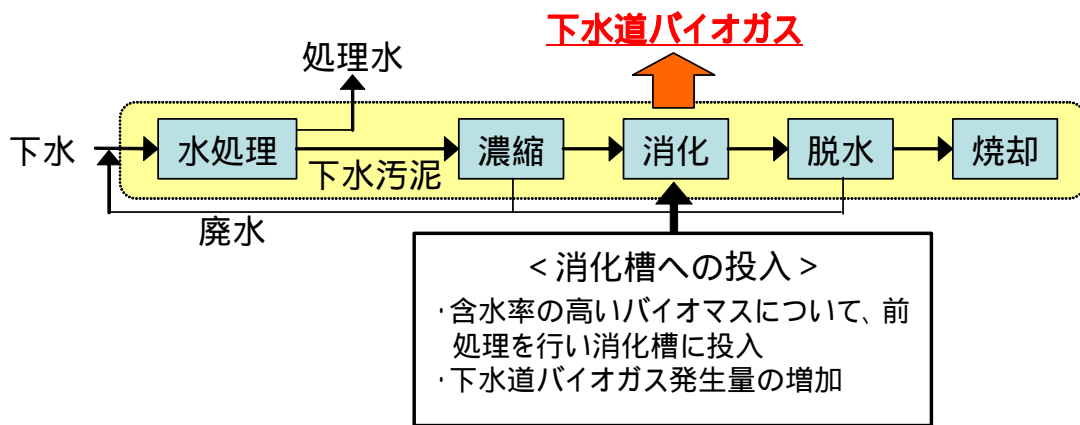 下水道バイオガス
処理水
下水
水処理
濃縮
消化
脱水
焼却
下水汚泥
廃水
<消化槽への投入>
・含水率の高いバイオマスについて、前
処理を行い消化槽に投入
・下水道バイオガス発生量の増加